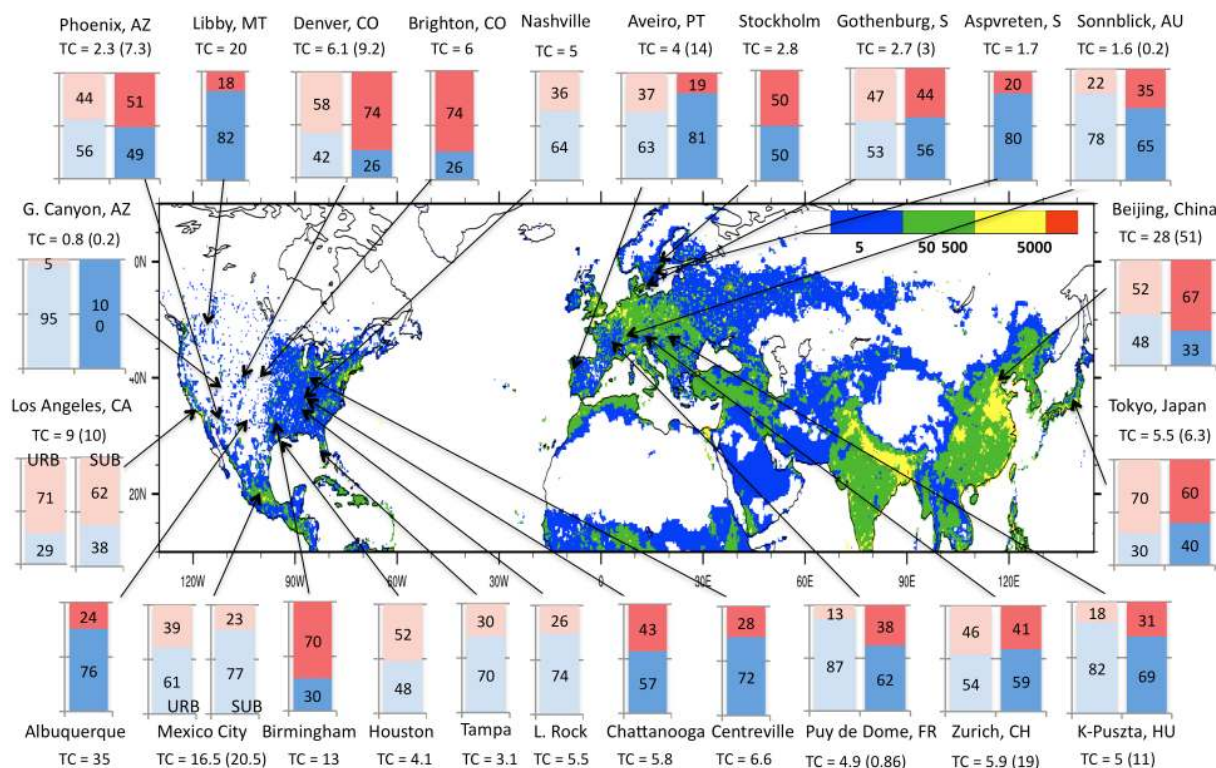 Phoenix, AZ Libby, MT Denver, CO Brighton, CO Nashville Aveiro, PT Stockholm Gothenburg, S Aspvreten, S Sonnblick, AU
TC = 2.3 (7.3) TC = 20 TC = 6.1 (9.2) TC = 6 TC = 5 TC = 4 (14) TC = 2.8 TC = 2.7 (3) TC = 1.7 TC = 1.6 (0.2)
44 51 18 58 74 74 36 37 19 50 47 44 20 22 35
56 49 82 42 26 26 64 63 81 50 53 56 80 78 65
G. Canyon, AZ
TC = 0.8 (0.2)
5
95 10
0
Beijing, China
TC = 28 (51)
52 67
48 33
5 50 500 5000
0N
40N
20N
120W 90W 60W 30W 0 30E 60E 90E 120E
Los Angeles, CA
TC = 9 (10)
URB SUB
71 62
29 38
Tokyo, Japan
TC = 5.5 (6.3)
70 60
30 40
24 39 23 70 52 30 26 43 28 13 38 46 41 18 31
76 61 77 30 48 70 74 57 72 87 62 54 59 82 69
URB SUB
Albuquerque Mexico City Birmingham Houston Tampa L. Rock Chattanooga Centreville Puy de Dome, FR Zurich, CH K-Puszta, HU
TC = 35 TC = 16.5 (20.5) TC = 13 TC = 4.1 TC = 3.1 TC = 5.5 TC = 5.8 TC = 6.6 TC = 4.9 (0.86) TC = 5.9 (19) TC = 5 (11)